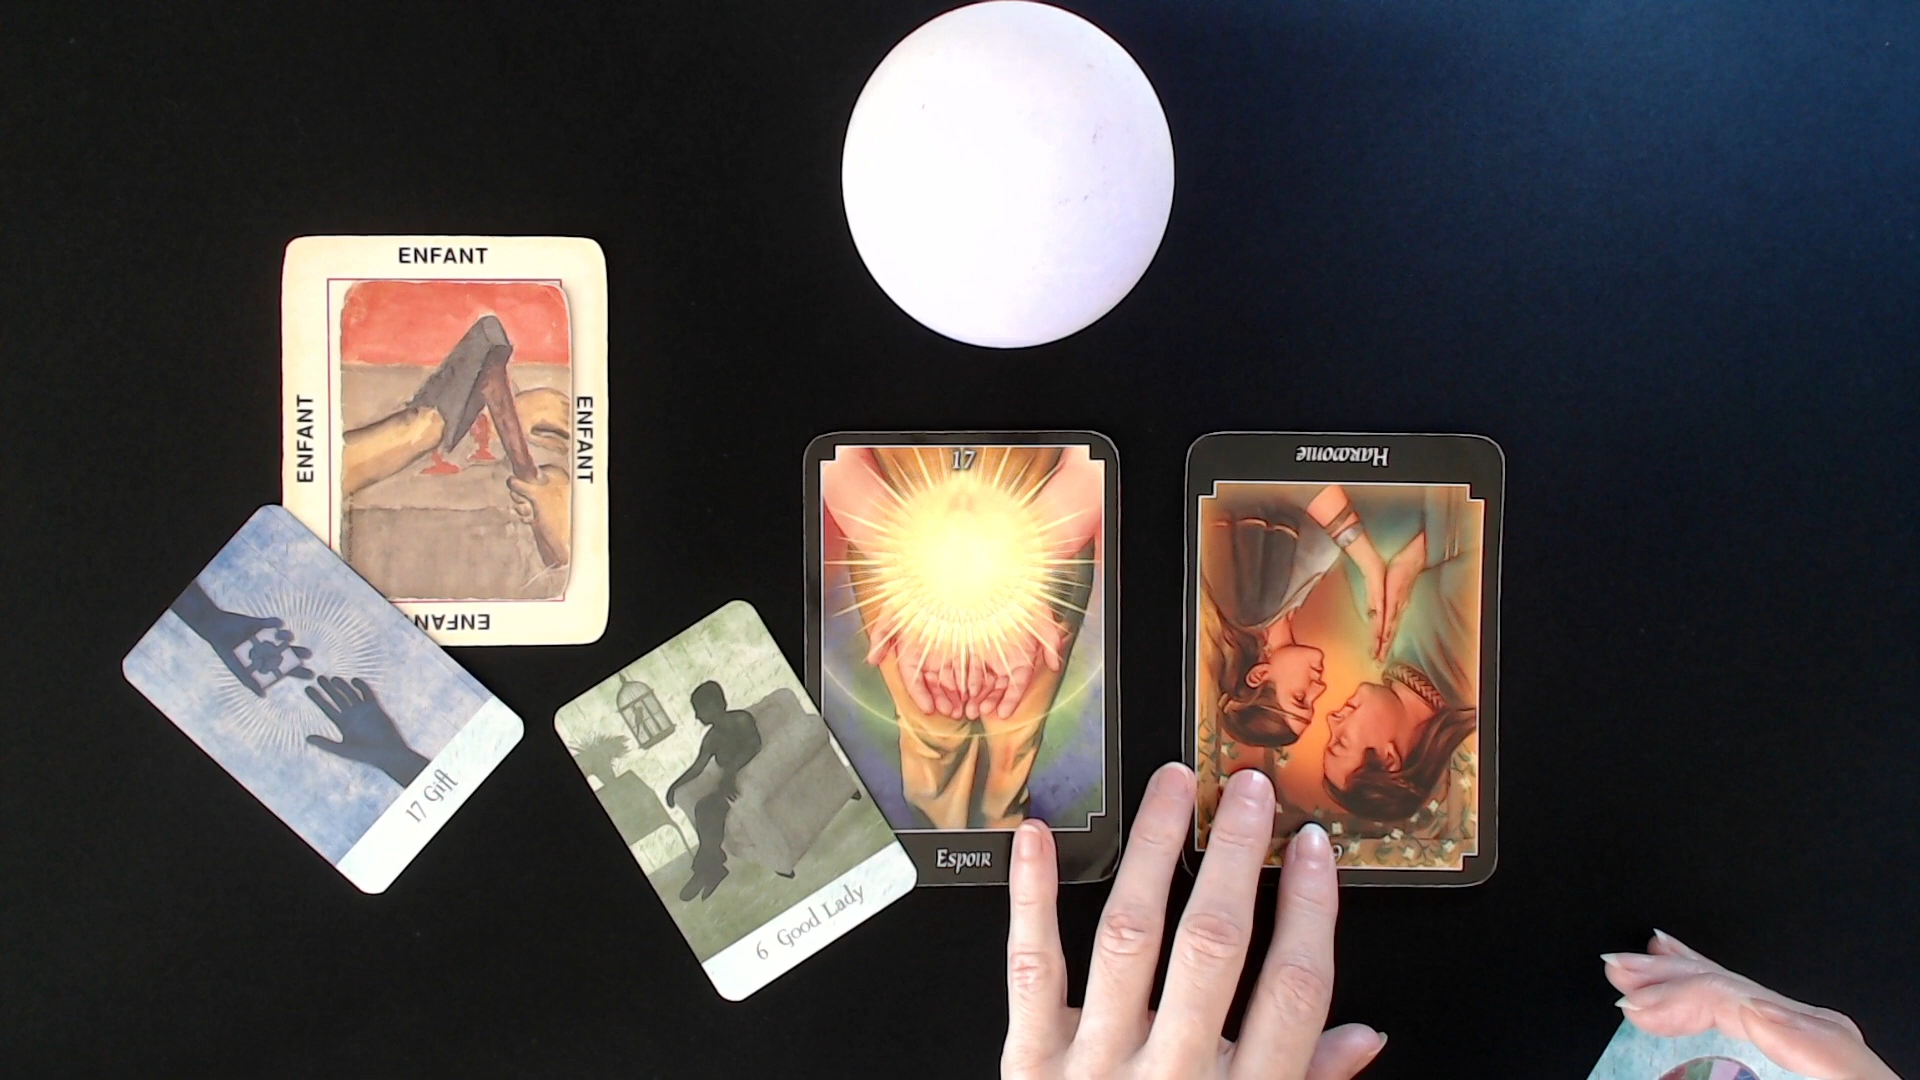 ENFANT
ENFANT
ENFANT
ENFANT
17 Gift
6 Good Lady
17
Espoir
Harmonie